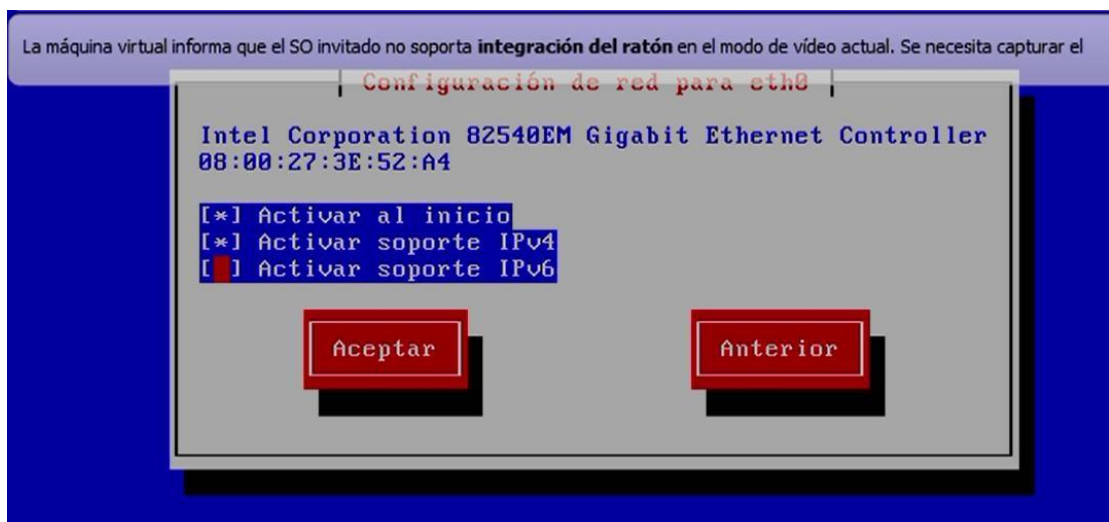 La máquina virtual informa que el SO invitado no soporta integración del ratón en el modo de vídeo actual. Se necesita capturar el
Configuración de red para eth0
Intel Corporation 82540EM Gigabit Ethernet Controller
08:00:27:3E:52:A4
[*] Activar al inicio
[*] Activar soporte IPv4
[ ] Activar soporte IPv6
Aceptar Anterior